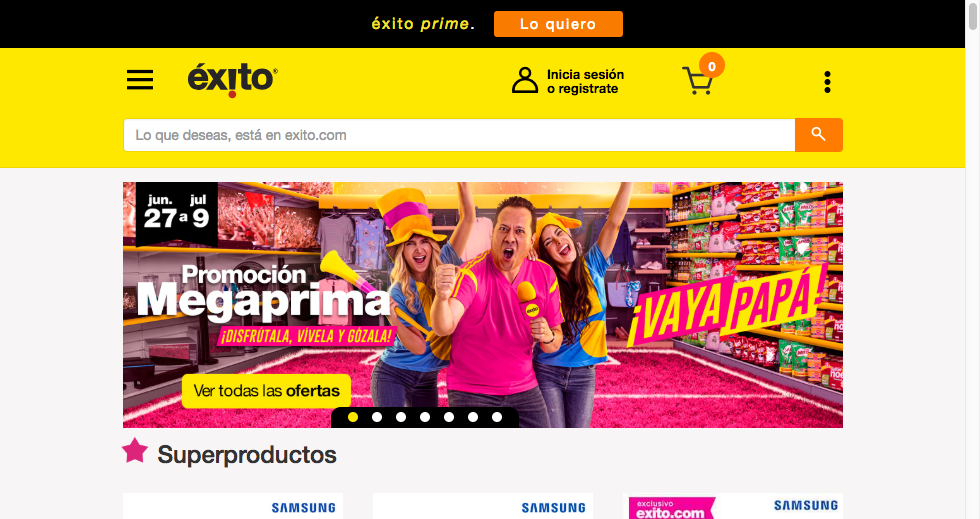 éxito prime.
Lo quiero
éxito®
Inicia sesión
o registrate
0
Lo que deseas, está en exito.com
jun. jul
27 a 9
Promoción
Megaprima
¡DISFRÚTALA, VÍVELA Y GÓZALA!
¡VAYA PAPÁ!
Ver todas las ofertas
Superproductos
SAMSUNG
SAMSUNG
exclusivo
exito.com
SAMSUNG